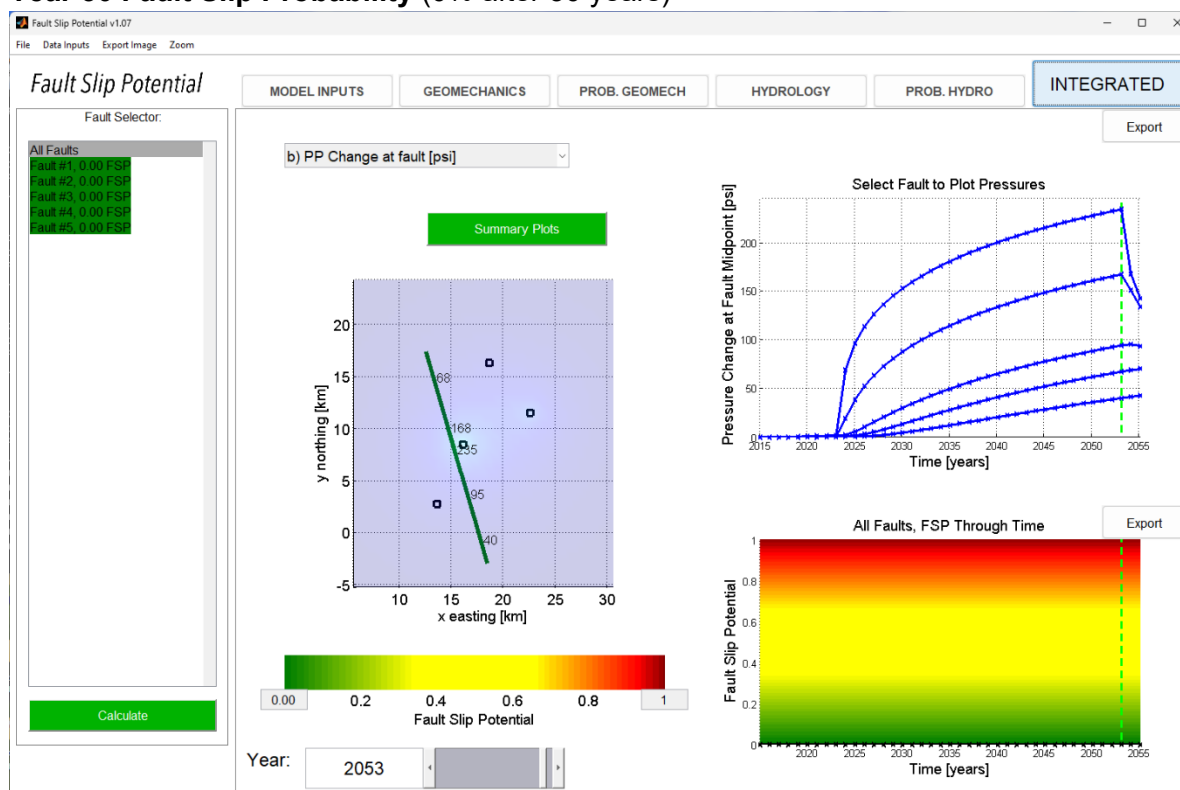 Year 30 Fault Slip Probability (0% after 30 years)
Fault Slip Potential v1.07
File Data Inputs Export Image Zoom
Fault Slip Potential
MODEL INPUTS GEOMECHANICS PROB. GEOMECH HYDROLOGY PROB. HYDRO INTEGRATED
Fault Selector:
All Faults
Fault #1, 0.00 FSP
Fault #2, 0.00 FSP
Fault #3, 0.00 FSP
Fault #4, 0.00 FSP
Fault #5, 0.00 FSP
Calculate
b) PP Change at fault [psi]
Summary Plots
20
15
10
5
0
-5
y northing [km]
68
168
235
95
40
10 15 20 25 30
x easting [km]
0.00 0.2 0.4 0.6 0.8 1
Fault Slip Potential
Year: 2053
Export
Select Fault to Plot Pressures
Pressure Change at Fault Midpoint [psi]
200
150
100
50
2015 2020 2025 2030 2035 2040 2045 2050 2055
Time [years]
Export
All Faults, FSP Through Time
Fault Slip Potential
1
0.8
0.6
0.4
0.2
0
2020 2025 2030 2035 2040 2045 2050 2055
Time [years]